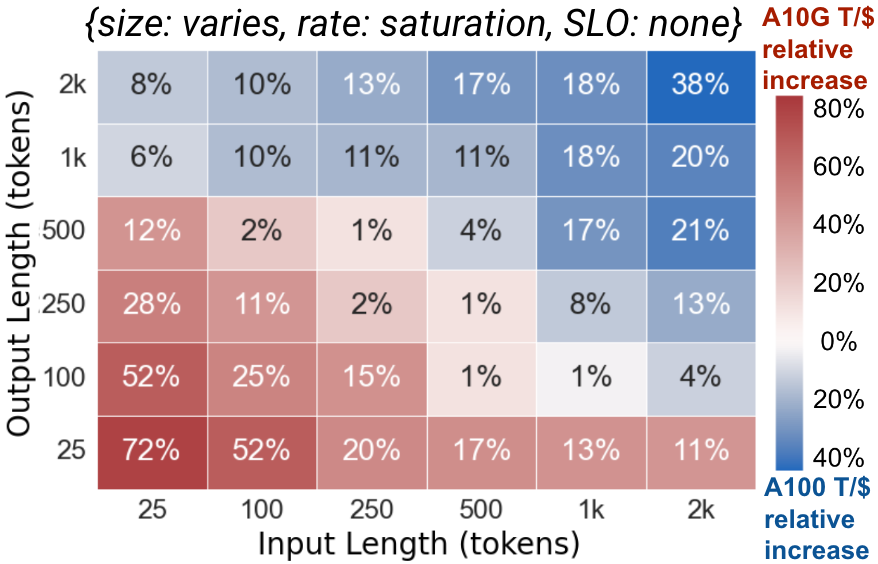 {size: varies, rate: saturation, SLO: none}
A10G T/$
relative
increase
2k 8% 10% 13% 17% 18% 38%
1k 6% 10% 11% 11% 18% 20%
500 12% 2% 1% 4% 17% 21%
250 28% 11% 2% 1% 8% 13%
100 52% 25% 15% 1% 1% 4%
25 72% 52% 20% 17% 13% 11%
25 100 250 500 1k 2k
Input Length (tokens)
Output Length (tokens)
80%
60%
40%
20%
0%
20%
40%
A100 T/$
relative
increase